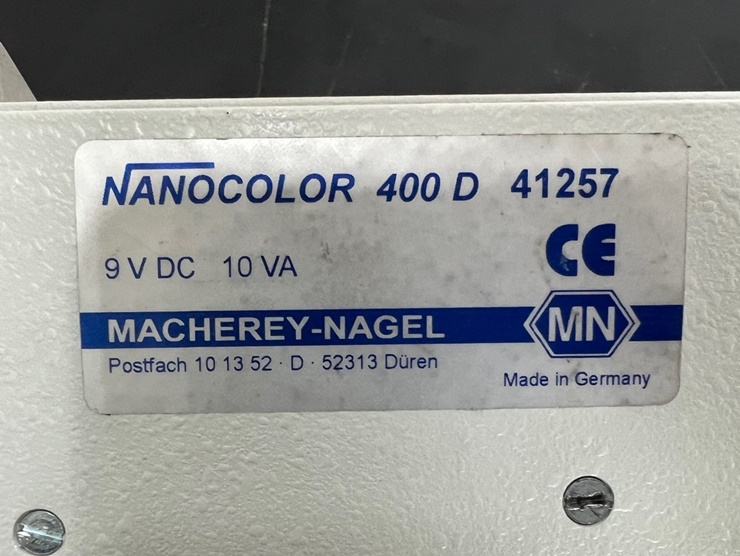 NANOCOLOR 400 D 41257
9 V DC 10 VA
CE
MACHEREY-NAGEL MN
Postfach 10 13 52 · D · 52313 Düren
Made in Germany